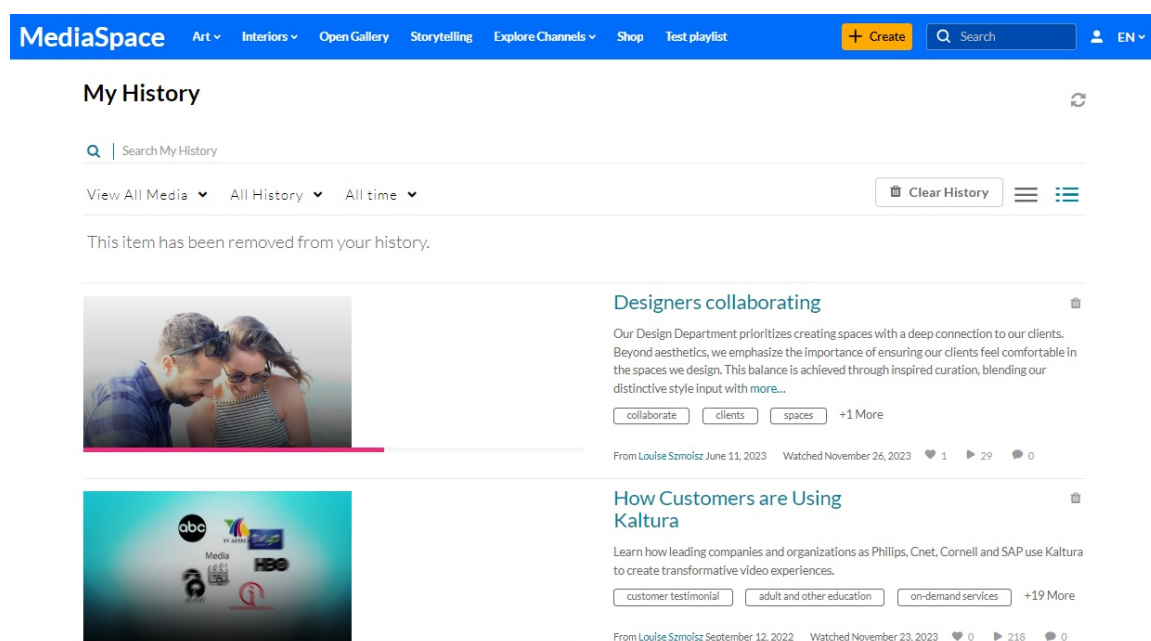 MediaSpace Art Interiors Open Gallery Storytelling Explore Channels Shop Test playlist + Create Search EN
My History
Search My History
View All Media All History All time Clear History
This item has been removed from your history.
Designers collaborating
Our Design Department prioritizes creating spaces with a deep connection to our clients.
Beyond aesthetics, we emphasize the importance of ensuring our clients feel comfortable in
the spaces we design. This balance is achieved through inspired curation, blending our
distinctive style input with more...
collaborate clients spaces +1 More
From Louise Szmoisz June 11, 2023 Watched November 26, 2023 1 29 0
abc
TV AZTECA
Media
HBO
How Customers are Using
Kaltura
Learn how leading companies and organizations as Philips, Cnet, Cornell and SAP use Kaltura
to create transformative video experiences.
customer testimonial adult and other education on-demand services +19 More
From Louise Szmoisz September 12, 2022 Watched November 23, 2023 0 218 0